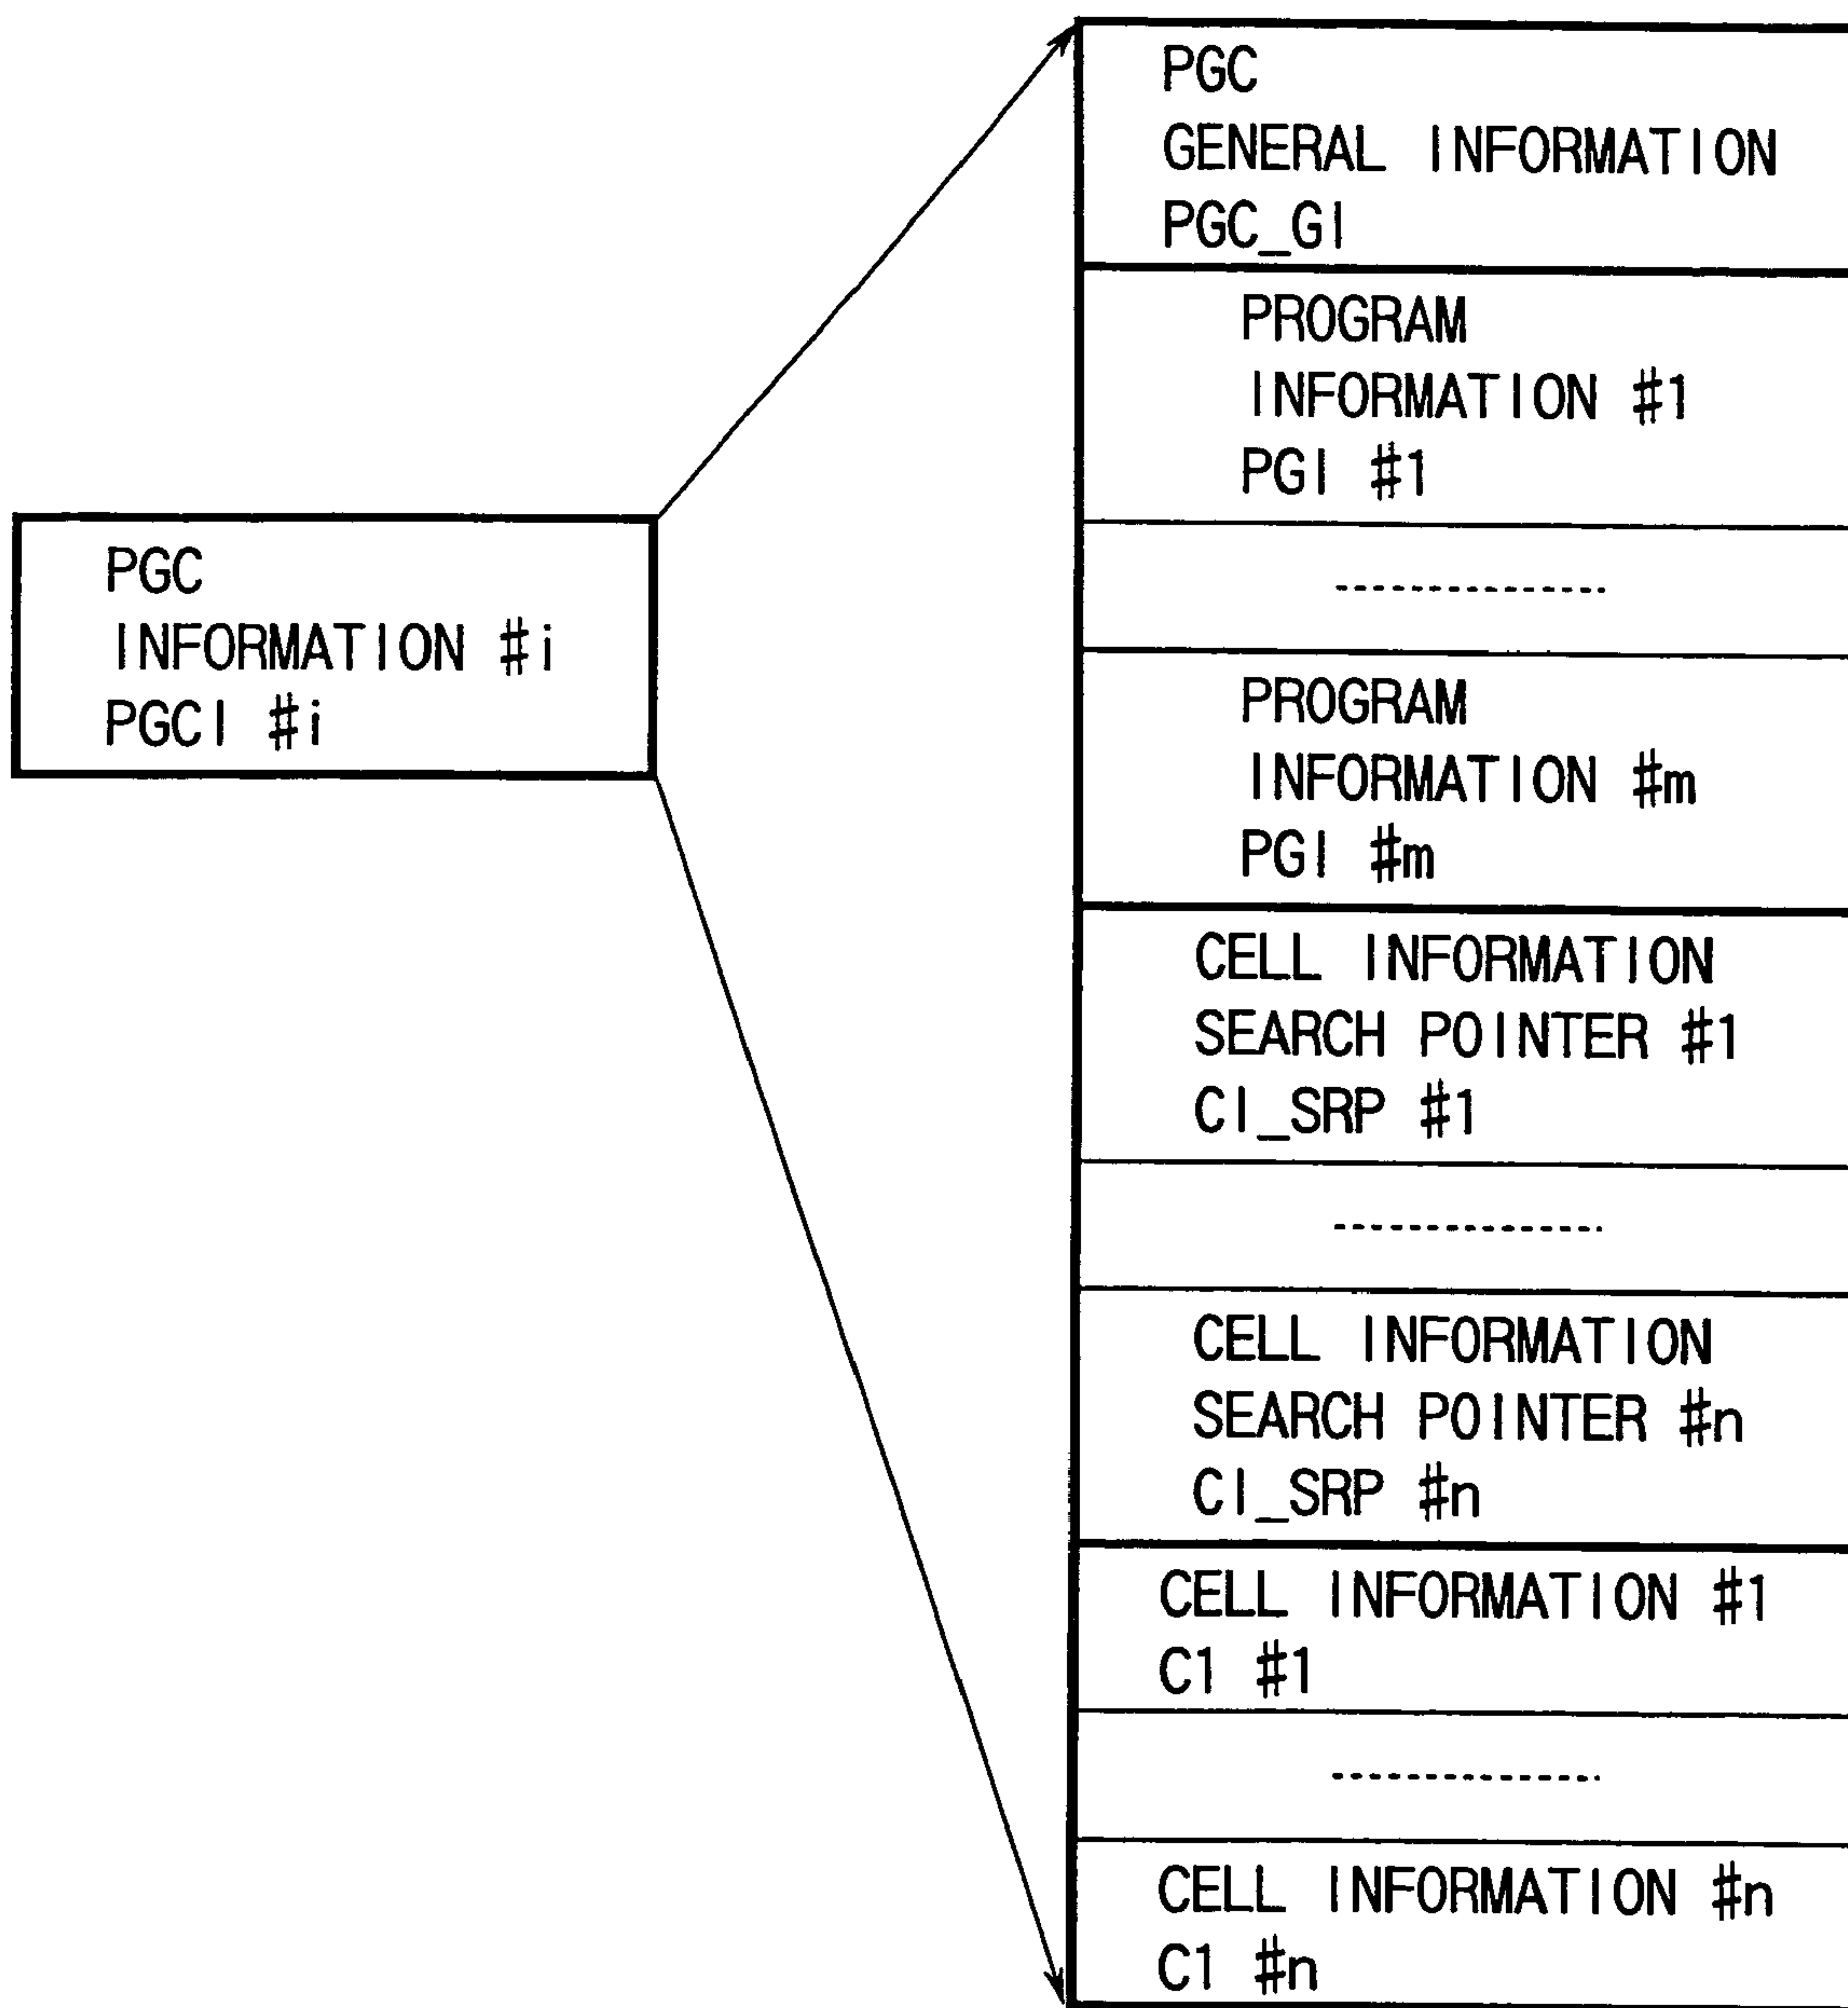 PGC
INFORMATION #i
PGCI #i
PGC
GENERAL INFORMATION
PGC_GI
PROGRAM
INFORMATION #1
PGI #1
---------------
PROGRAM
INFORMATION #m
PGI #m
CELL INFORMATION
SEARCH POINTER #1
CI_SRP #1
---------------
CELL INFORMATION
SEARCH POINTER #n
CI_SRP #n
CELL INFORMATION #1
C1 #1
---------------
CELL INFORMATION #n
C1 #n